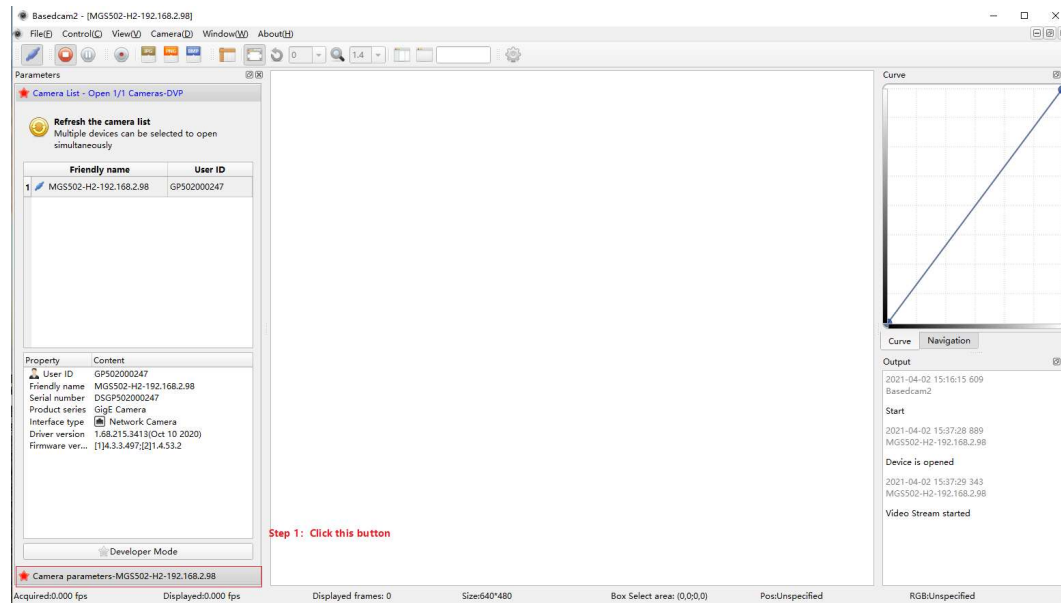 Basedcam2 - [MGS502-H2-192.168.2.98]
File(F) Control(C) View(V) Camera(D) Window(W) About(H)
JPG PNG BMP 0 1.4
Parameters
Camera List - Open 1/1 Cameras-DVP
Refresh the camera list
Multiple devices can be selected to open
simultaneously
Friendly name User ID
1 MGS502-H2-192.168.2.98 GP502000247
Property Content
User ID GP502000247
Friendly name MGS502-H2-192.168.2.98
Serial number DSGP502000247
Product series GigE Camera
Interface type Network Camera
Driver version 1.68.215.3413(Oct 10 2020)
Firmware ver... [1]4.3.3.497;[2]1.4.53.2
Developer Mode
Camera parameters-MGS502-H2-192.168.2.98
Step 1: Click this button
Curve
Curve Navigation
Output
2021-04-02 15:16:15 609
Basedcam2
Start
2021-04-02 15:37:28 889
MGS502-H2-192.168.2.98
Device is opened
2021-04-02 15:37:29 343
MGS502-H2-192.168.2.98
Video Stream started
Acquired:0.000 fps Displayed:0.000 fps Displayed frames: 0 Size:640*480 Box Select area: (0,0;0,0) Pos:Unspecified RGB:Unspecified